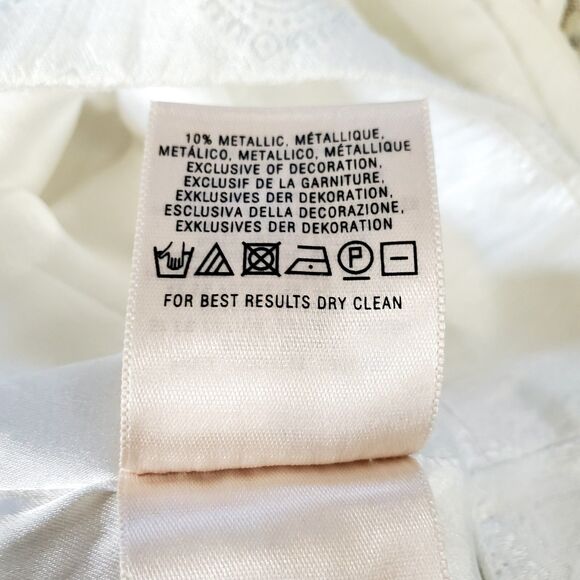 10% METALLIC, MÉTALLIQUE,
METÁLICO, METALLICO, MÉTALLIQUE
EXCLUSIVE OF DECORATION,
EXCLUSIF DE LA GARNITURE,
EXKLUSIVES DER DEKORATION,
ESCLUSIVA DELLA DECORAZIONE,
EXKLUSIVES DER DEKORATION
P
FOR BEST RESULTS DRY CLEAN